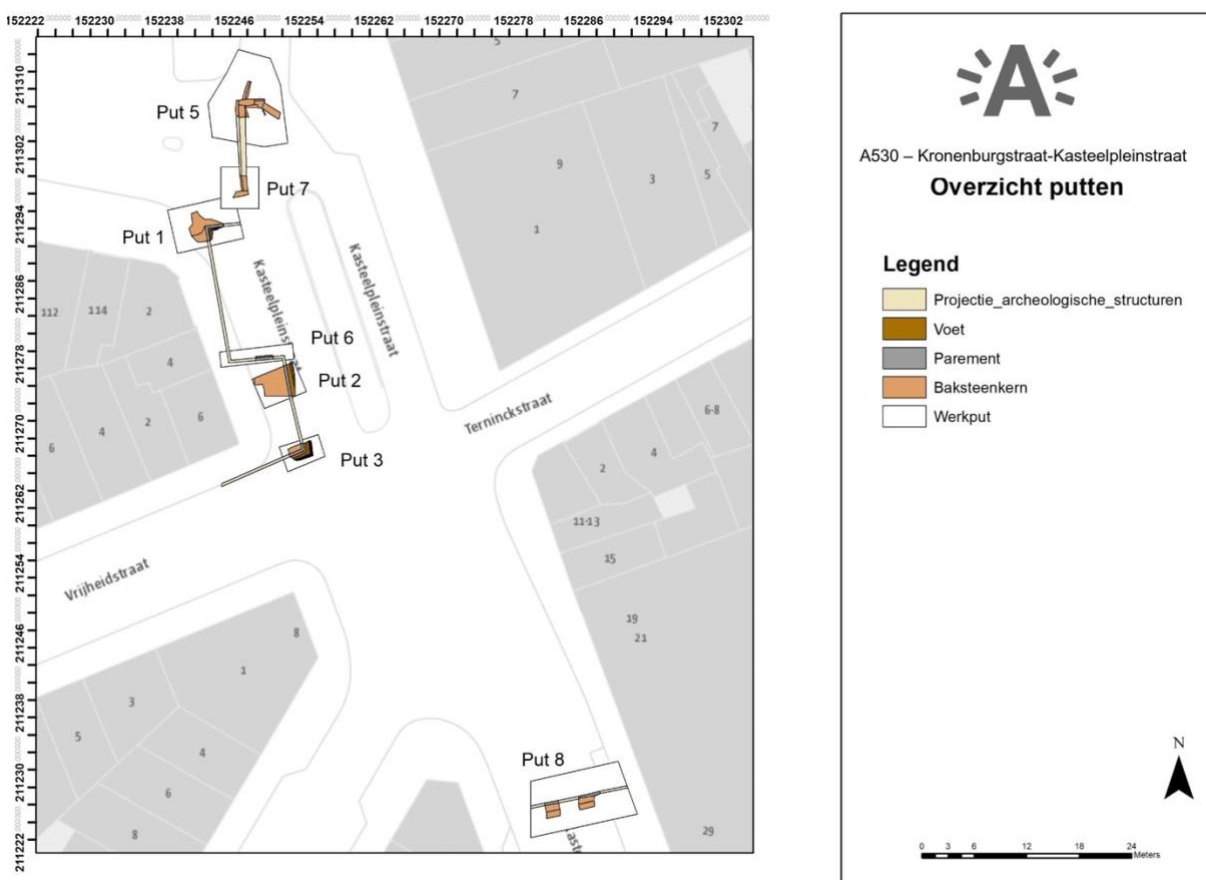 152222 152230 152238 152246 152254 152262 152270 152278 152286 152294 152302
211310
211302
211294
211286
211278
211270
211262
211254
211246
211238
211230
211222
5
7
Put 5
7
9
3
5
Put 7
1
Put 1
Kasteelpleinstraat
Kasteelpleinstraat
112
114
2
4
Put 6
Put 2
6
4
2
6
Terninckstraat
6-8
4
2
Put 3
11-13
15
Vrijheidstraat
19
21
8
1
3
5
4
6
8
Put 8
29
A
A530 – Kronenburgstraat-Kasteelpleinstraat
Overzicht putten
Legend
Projectie_archeologische_structuren
Voet
Parement
Baksteenkern
Werkput
N
0 3 6 12 18 24
Meters